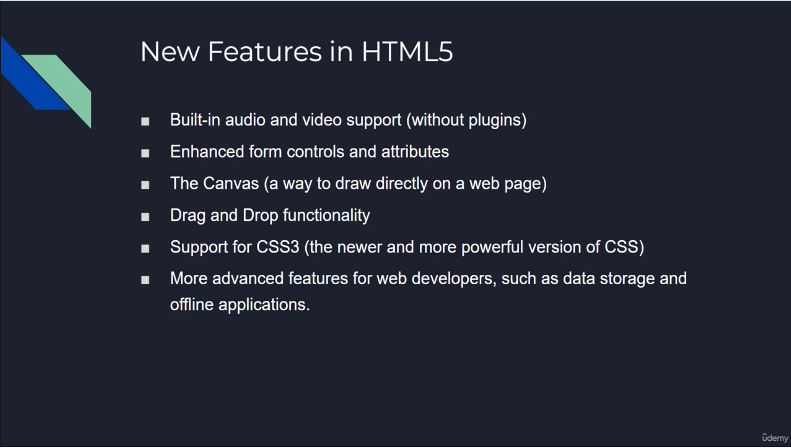 New Features in HTML5
■ Built-in audio and video support (without plugins)
■ Enhanced form controls and attributes
■ The Canvas (a way to draw directly on a web page)
■ Drag and Drop functionality
■ Support for CSS3 (the newer and more powerful version of CSS)
■ More advanced features for web developers, such as data storage and
offline applications.
ûdemy